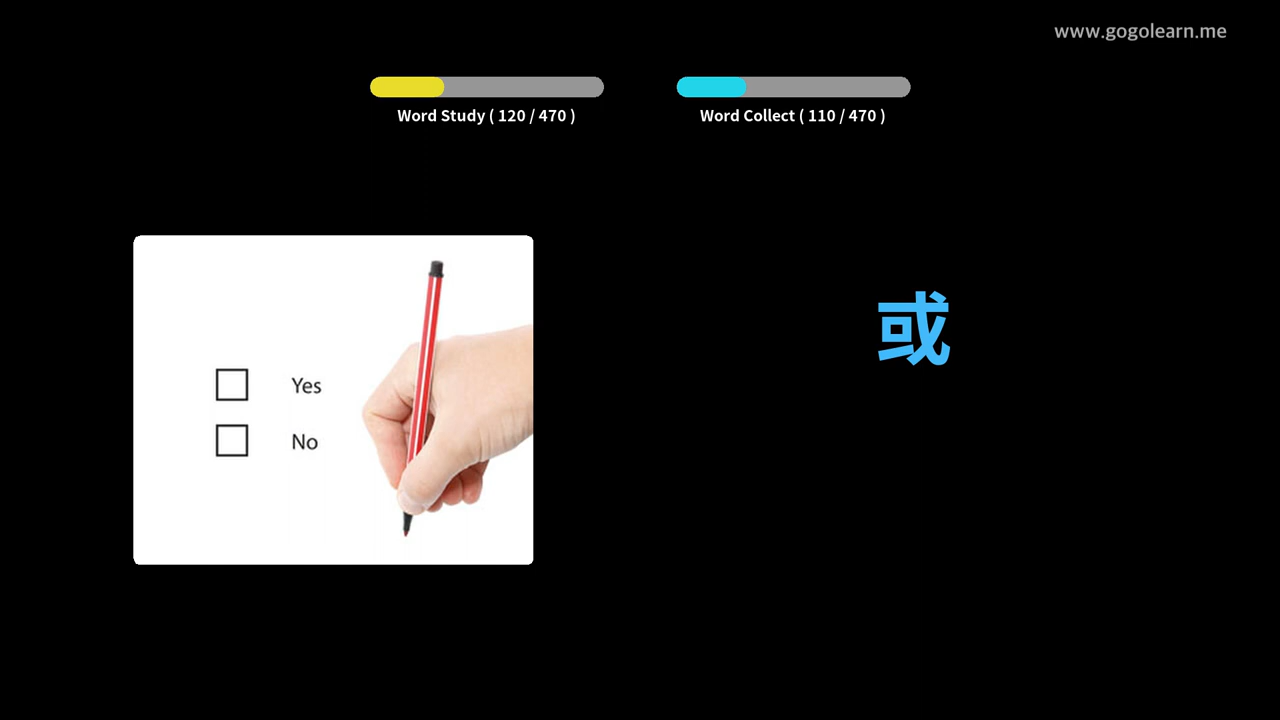 www.gogolearn.me
Word Study ( 120 / 470 )
Word Collect ( 110 / 470 )
或
Yes
No